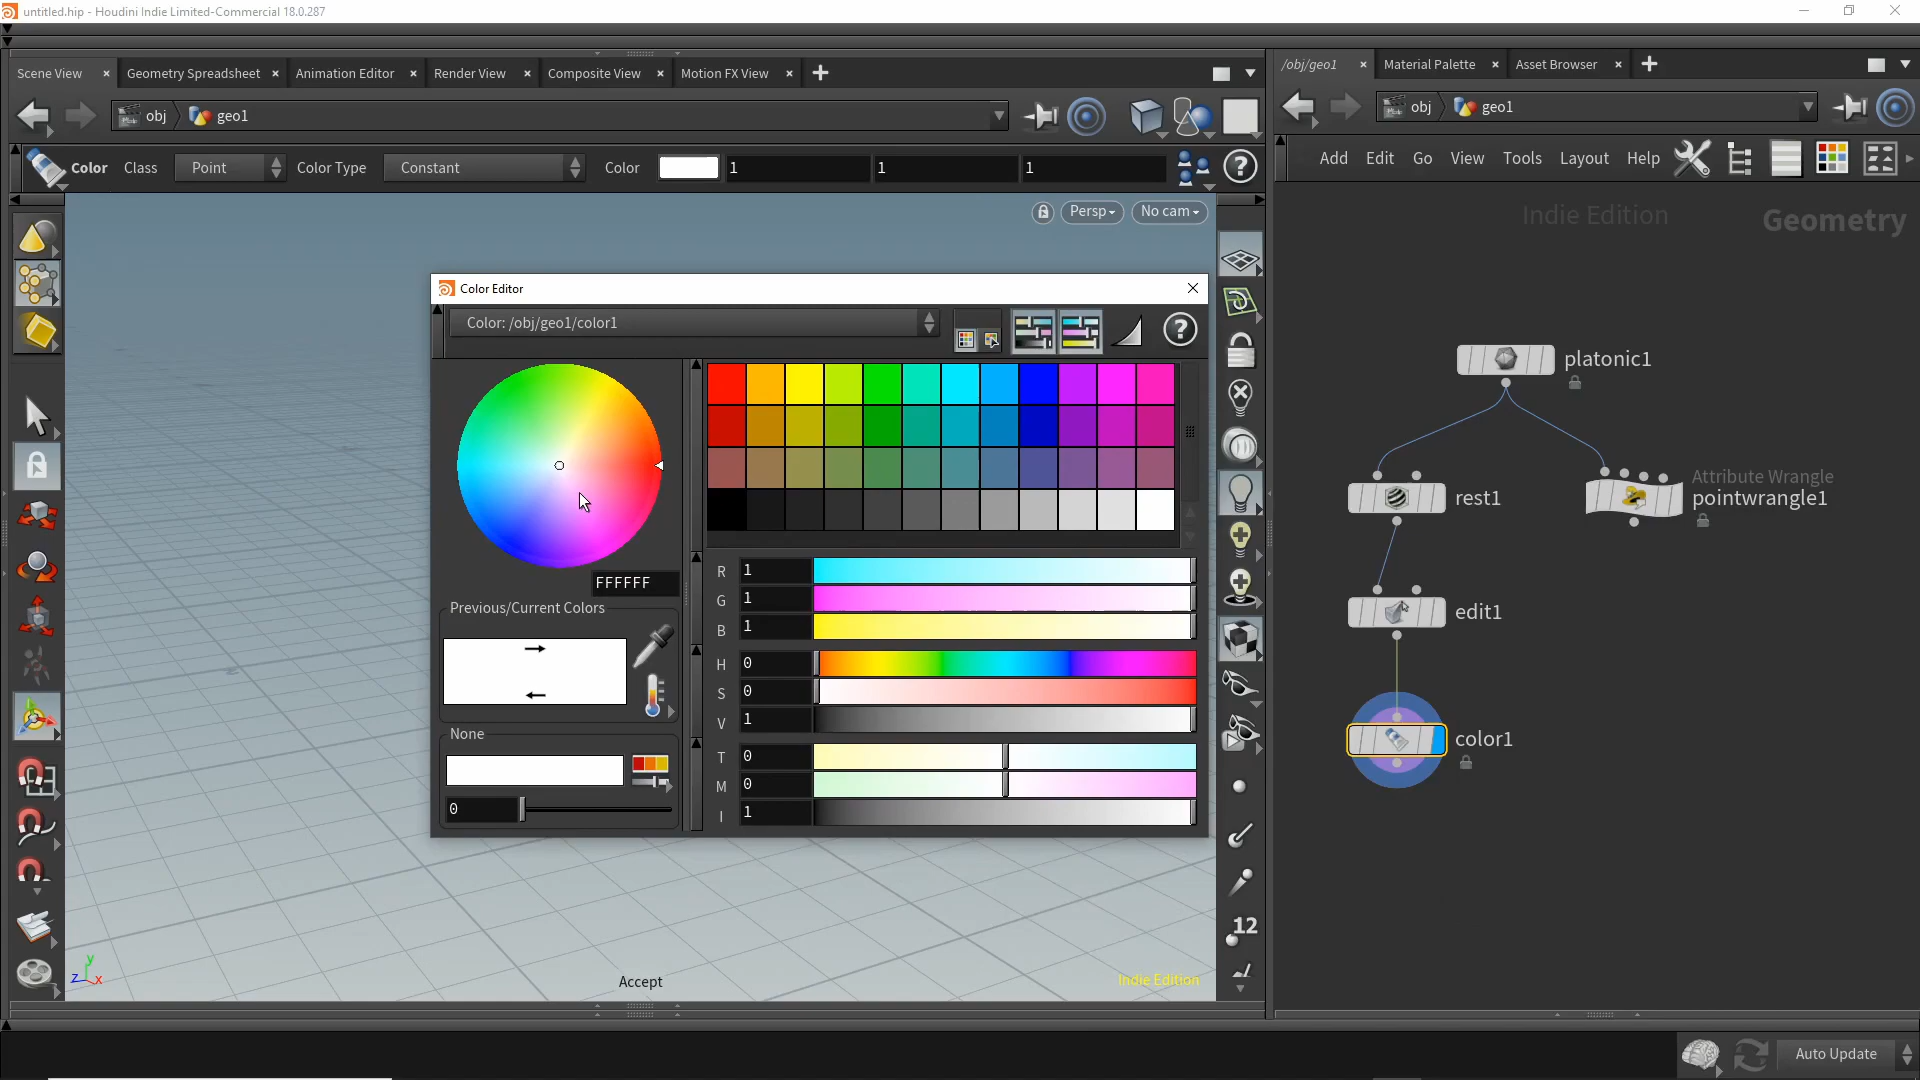 untitled.hip - Houdini Indie Limited-Commercial 18.0.287
Scene View
Geometry Spreadsheet
Animation Editor
Render View
Composite View
Motion FX View
/obj/geo1
Material Palette
Asset Browser
obj
geo1
obj
geo1
Color
Class
Point
Color Type
Constant
Color
1
1
1
Add
Edit
Go
View
Tools
Layout
Help
Persp
No cam
Indie Edition
Geometry
Color Editor
Color: /obj/geo1/color1
FFFFFF
Previous/Current Colors
None
0
R 1
G 1
B 1
H 0
S 0
V 1
T 0
M 0
I 1
platonic1
rest1
Attribute Wrangle
pointwrangle1
edit1
color1
12
y
z
x
Accept
Indie Edition
Auto Update